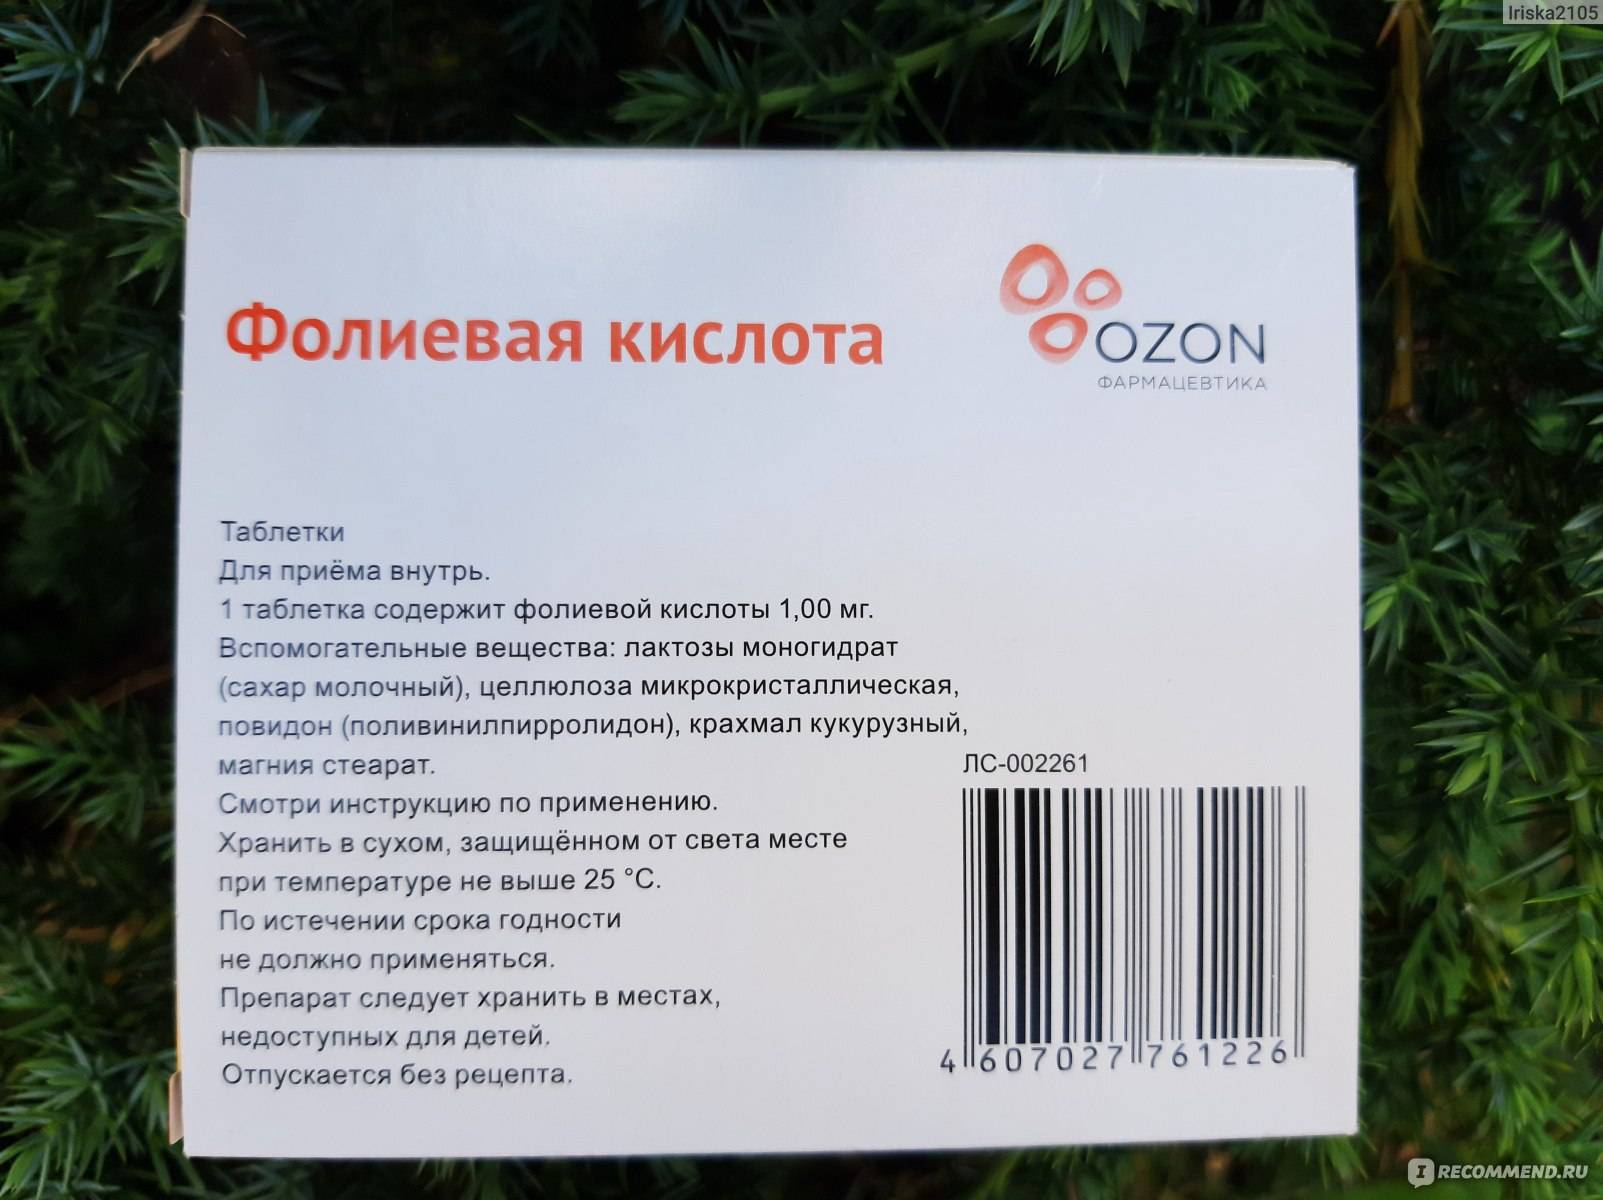 Iriska2105
Фолиевая кислота
OZON
ФАРМАЦЕВТИКА
Таблетки
Для приёма внутрь.
1 таблетка содержит фолиевой кислоты 1,00 мг.
Вспомогательные вещества: лактозы моногидрат
(сахар молочный), целлюлоза микрокристаллическая,
повидон (поливинилпирролидон), крахмал кукурузный,
магния стеарат.
Смотри инструкцию по применению.
Хранить в сухом, защищённом от света месте
при температуре не выше 25 °С.
По истечении срока годности
не должно применяться.
Препарат следует хранить в местах,
недоступных для детей.
Отпускается без рецепта.
ЛС-002261
4 607027 761226
IRECOMMEND.RU